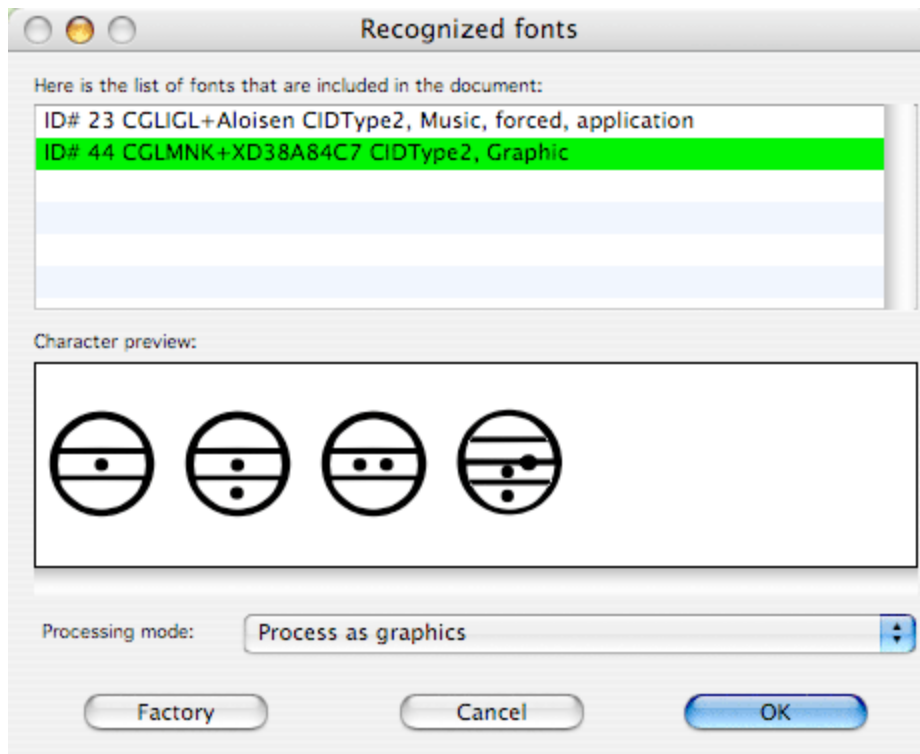 Recognized fonts
Here is the list of fonts that are included in the document:
ID# 23 CGLIGL+Aloisen CIDType2, Music, forced, application
ID# 44 CGLMNK+XD38A84C7 CIDType2, Graphic
Character preview:
Processing mode: Process as graphics
Factory Cancel OK